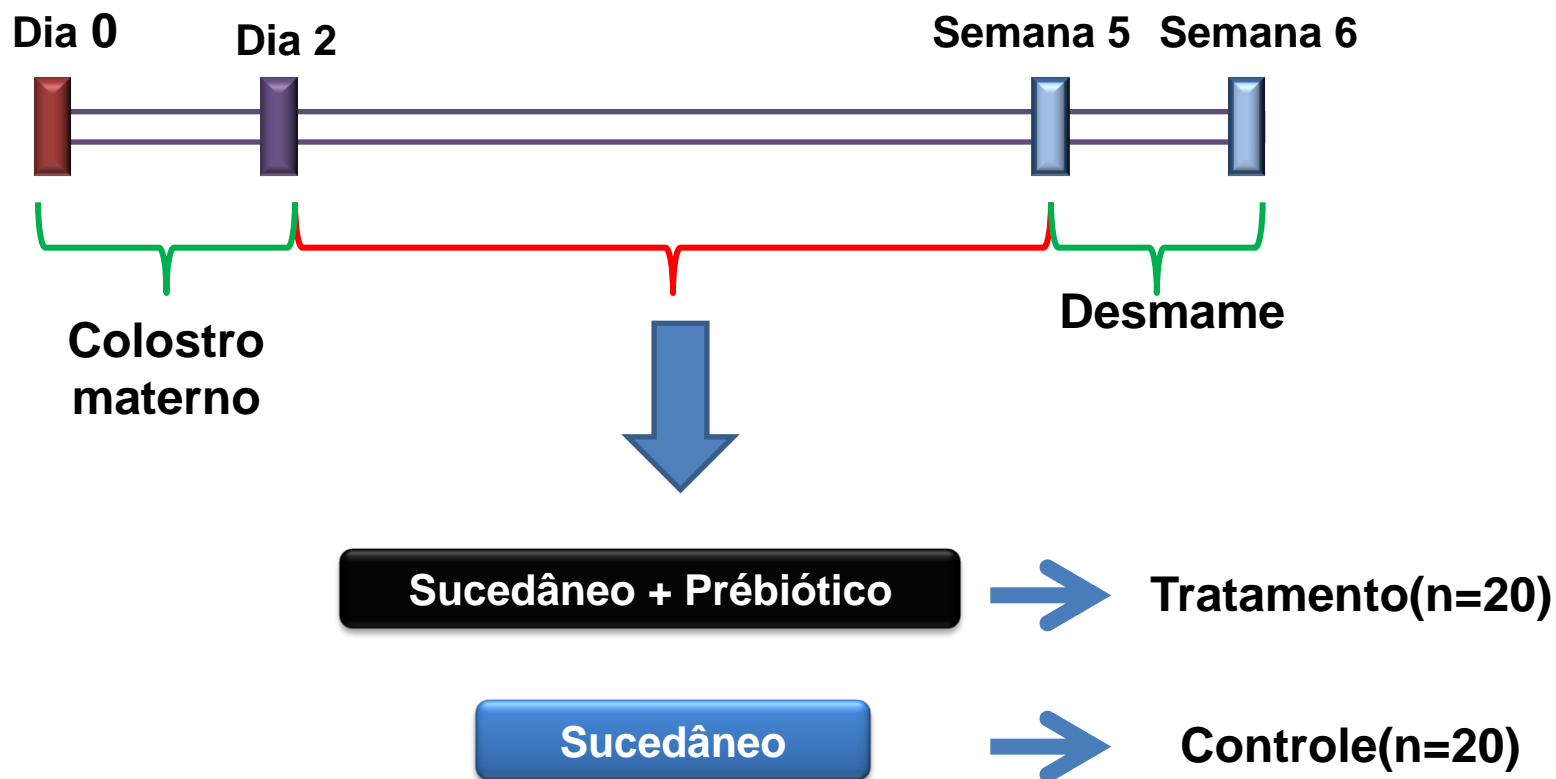 Dia 0
Dia 2
Semana 5
Semana 6
Colostro
materno
Desmame
Sucedâneo + Prébiótico
Tratamento(n=20)
Sucedâneo
Controle(n=20)